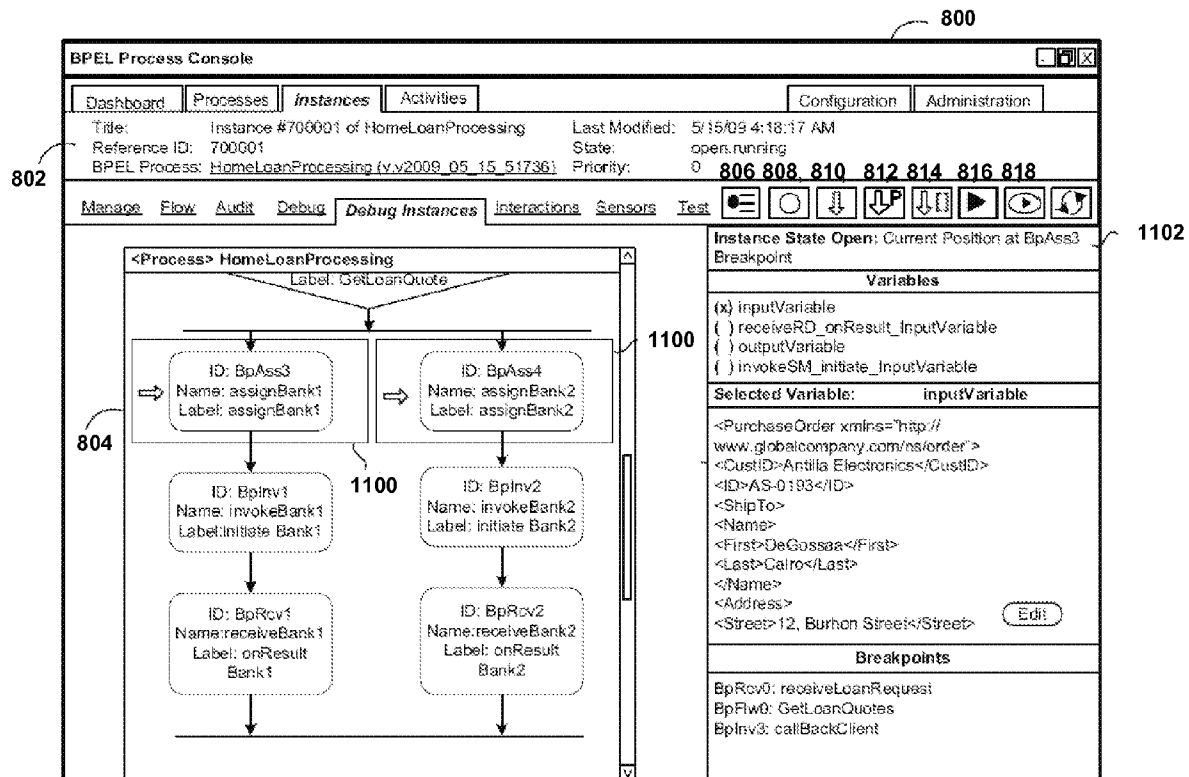 800
BPEL Process Console
Dashboard Processes Instances Activities Configuration Administration
Title: Instance #700001 of HomeLoanProcessing Last Modified: 5/15/09 4:18:17 AM
Reference ID: 700001 State: open.running
BPEL Process: HomeLoanProcessing (v.v2009_05_15_51736) Priority: 0
802
806 808, 810 812 814 816 818
Manage Flow Audit Debug Debug Instances Interactions Sensors Test
P
Instance State Open: Current Position at BpAss3
Breakpoint
1102
<Process> HomeLoanProcessing
Label: GetLoanQuote
Variables
(x) inputVariable
( ) receiveRD_onResult_InputVariable
( ) outputVariable
( ) invokeSM_initiate_InputVariable
1100
ID: BpAss3
Name: assignBank1
Label: assignBank1
ID: BpAss4
Name: assignBank2
Label: assignBank2
804
1100
Selected Variable: inputVariable
<PurchaseOrder xmlns="http://
www.globalcompany.com/ns/order">
<CustID>Antilla Electronics</CustID>
<ID>AS-0193</ID>
<ShipTo>
<Name>
<First>DeGossaa</First>
<Last>Cairo</Last>
</Name>
<Address>
<Street>12, Burhon Street</Street>
Edit
ID: BpInv1
Name: invokeBank1
Label:Initiate Bank1
ID: BpInv2
Name: invokeBank2
Label: initiate Bank2
ID: BpRcv1
Name:receiveBank1
Label: onResult
Bank1
ID: BpRcv2
Name:receiveBank2
Label: onResult
Bank2
Breakpoints
BpRcv0: receiveLoanRequest
BpFlw0: GetLoanQuotes
BpInv3: callBackClient